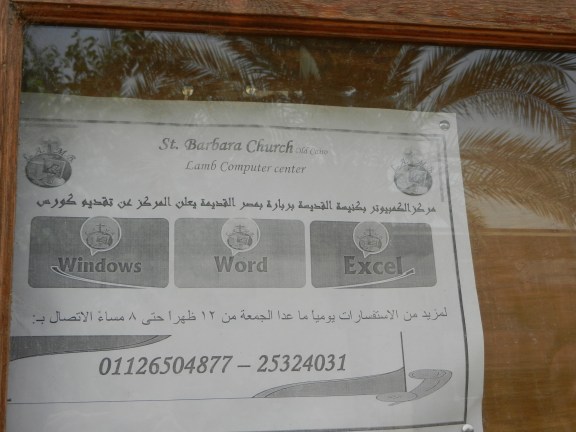 St. Barbara Church Old Cairo
Lamb Computer center
مركز الكمبيوتر بكنيسة القديسة بربارة بمصر القديمة يعلن المركز عن تقديم كورس
Windows Word Excel
لمزيد من الاستفسارات يوميا ما عدا الجمعة من ١٢ ظهراً حتى ٨ مساءً الاتصال بـ:
01126504877 – 25324031